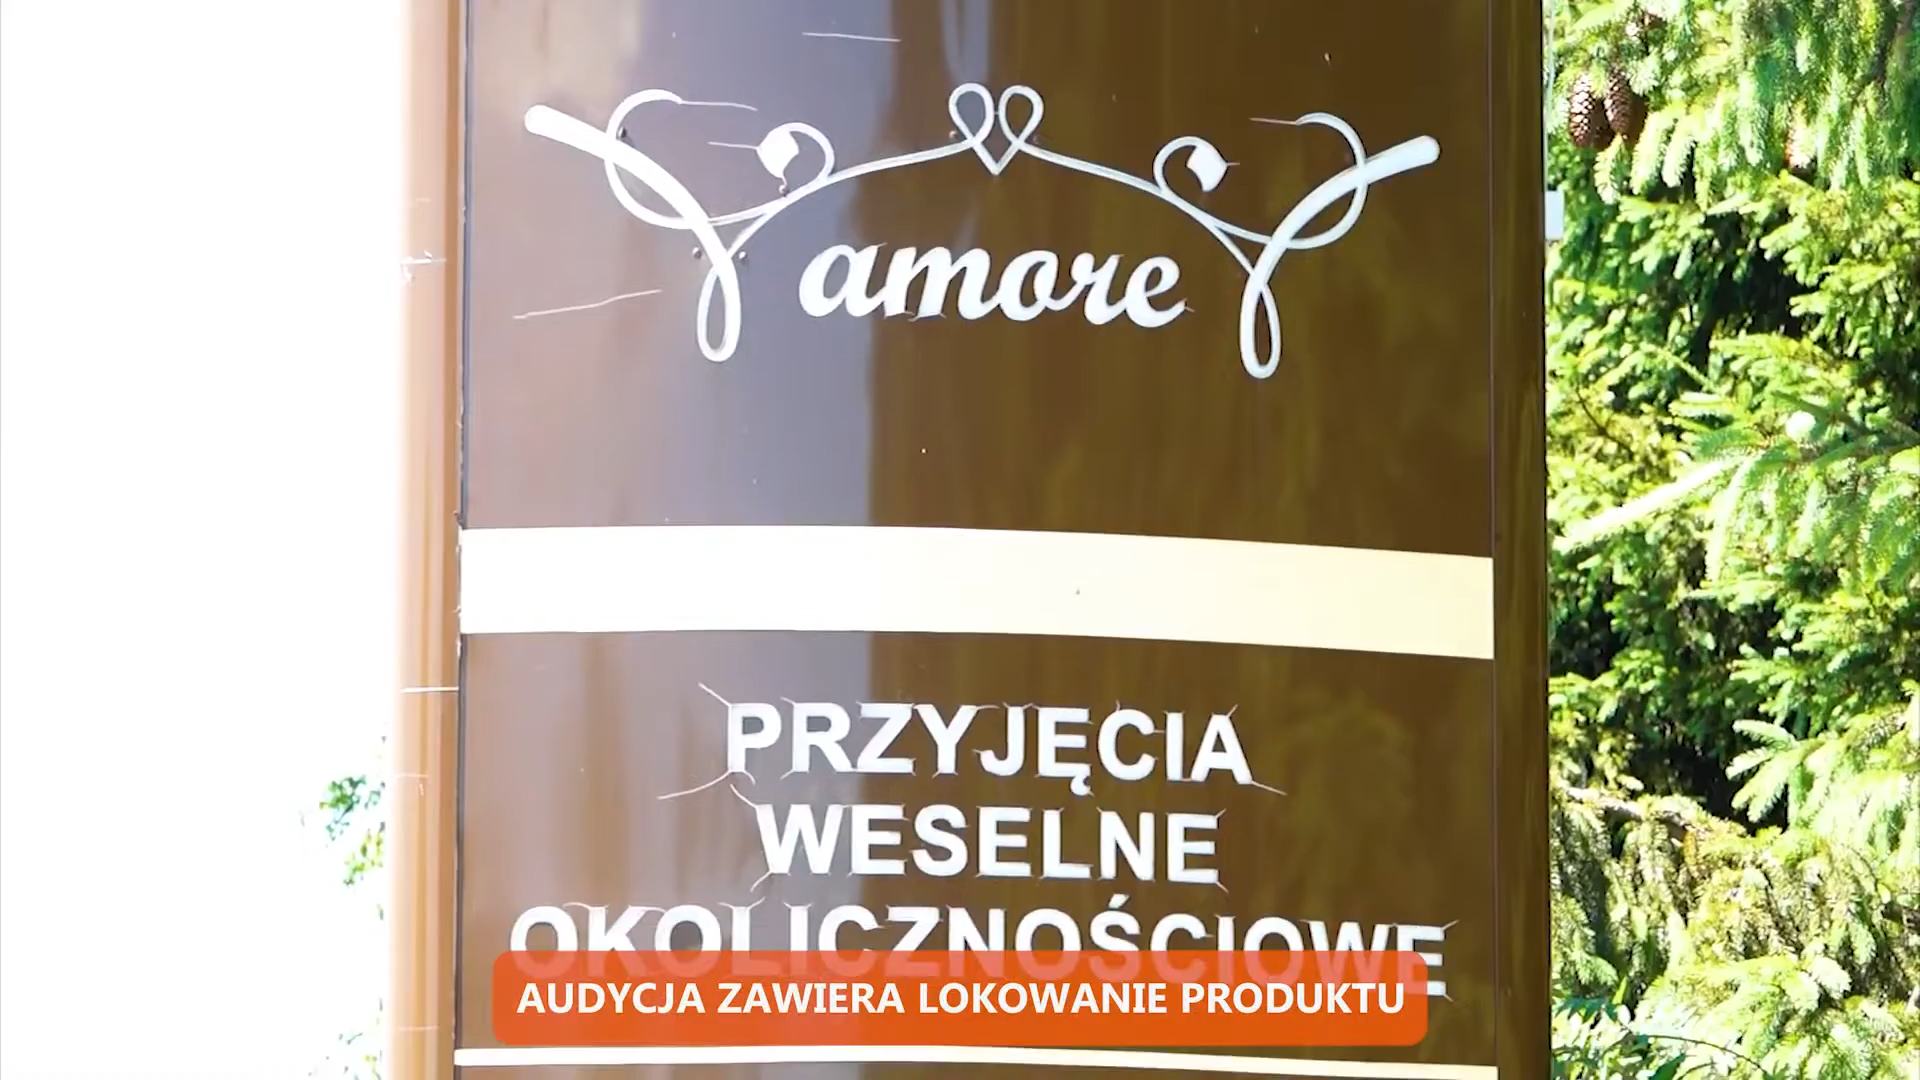 amore
PRZYJĘCIA
WESELNE
OKOLICZNOŚCIOWE
AUDYCJA ZAWIERA LOKOWANIE PRODUKTU